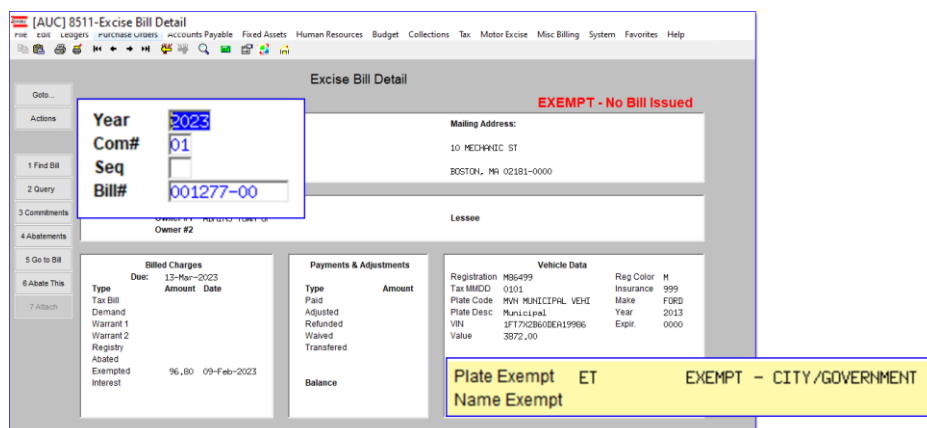 [AUC] 8511-Excise Bill Detail
File Edit Ledgers Purchase Orders Accounts Payable Fixed Assets Human Resources Budget Collections Tax Motor Excise Misc Billing System Favorites Help
Excise Bill Detail
EXEMPT - No Bill Issued
Goto...
Actions
1 Find Bill
2 Query
3 Commitments
4 Abatements
5 Go to Bill
6 Abate This
7 Attach
Year 2023
Com# 01
Seq
Bill# 001277-00
Mailing Address:
10 MECHANIC ST
BOSTON, MA 02181-0000
Owner #1 ADMINS TOWN OF
Owner #2
Lessee
Billed Charges
Due: 13-Mar-2023
Type Amount Date
Tax Bill
Demand
Warrant 1
Warrant 2
Registry
Abated
Exempted 96.80 09-Feb-2023
Interest
Payments & Adjustments
Type Amount
Paid
Adjusted
Refunded
Waived
Transfered
Balance
Vehicle Data
Registration M86499 Reg Color M
Tax MMDD 0101 Insurance 999
Plate Code MVN MUNICIPAL VEHI Make FORD
Plate Desc Municipal Year 2013
VIN 1FT7X2B60DEA19986 Expir. 0000
Value 3872.00
Plate Exempt ET EXEMPT - CITY/GOVERNMENT
Name Exempt